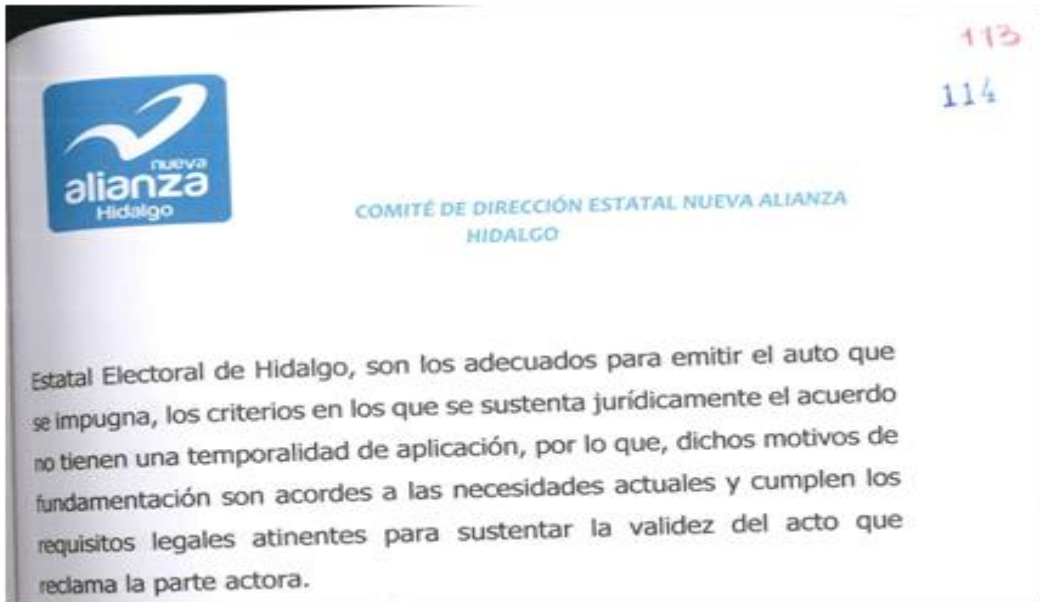 113
114
nueva
alianza
Hidalgo
COMITÉ DE DIRECCIÓN ESTATAL NUEVA ALIANZA
HIDALGO
Estatal Electoral de Hidalgo, son los adecuados para emitir el auto que
se impugna, los criterios en los que se sustenta jurídicamente el acuerdo
no tienen una temporalidad de aplicación, por lo que, dichos motivos de
fundamentación son acordes a las necesidades actuales y cumplen los
requisitos legales atinentes para sustentar la validez del acto que
reclama la parte actora.